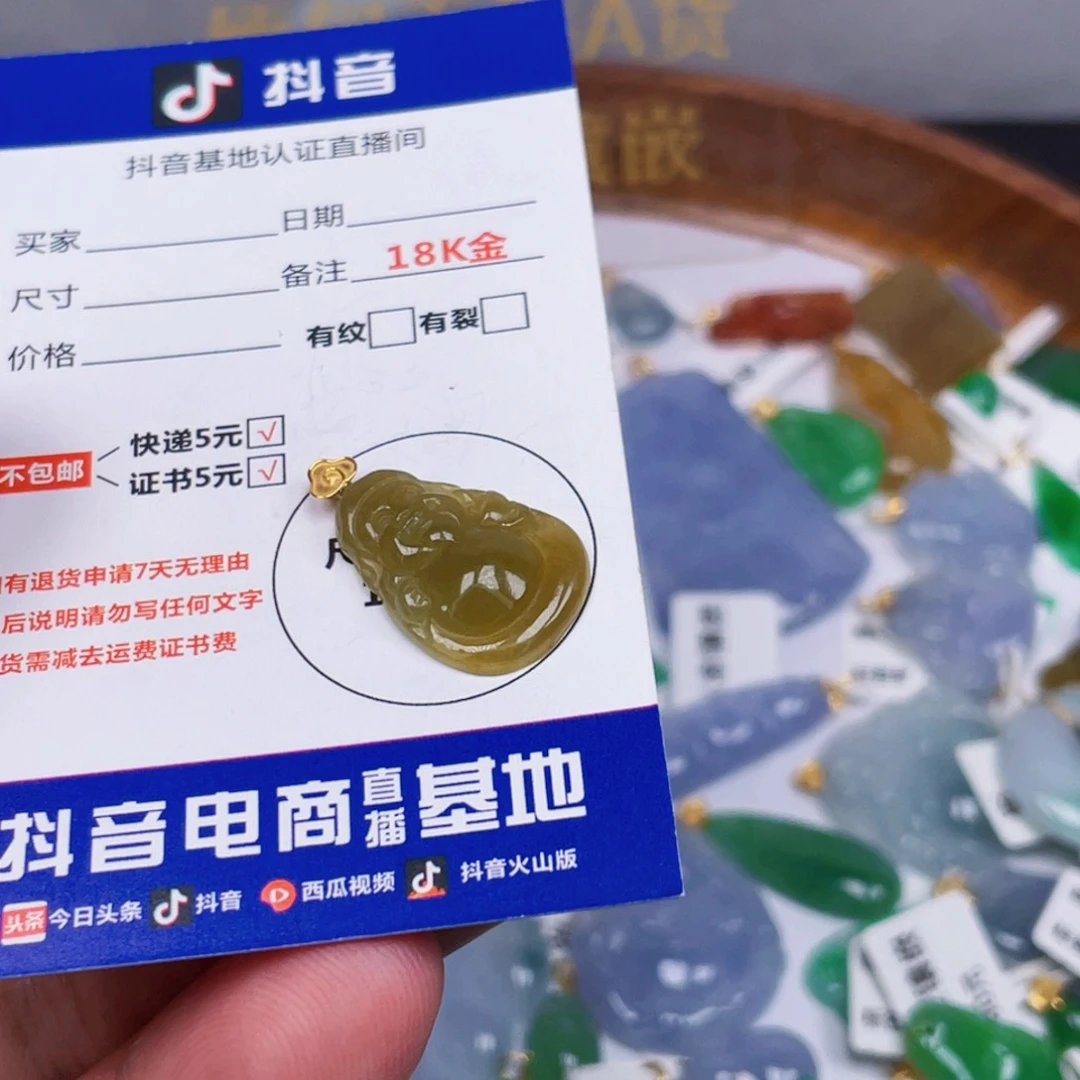 抖音
抖音基地认证直播间
买家 日期
尺寸 备注 18K金
价格 有纹 有裂
不包邮 快递5元 √
证书5元 √
有退货申请7天无理由
后说明请勿写任何文字
货需减去运费证书费
抖音电商直播基地
头条 今日头条 抖音 西瓜视频 抖音火山版
A货
嵌